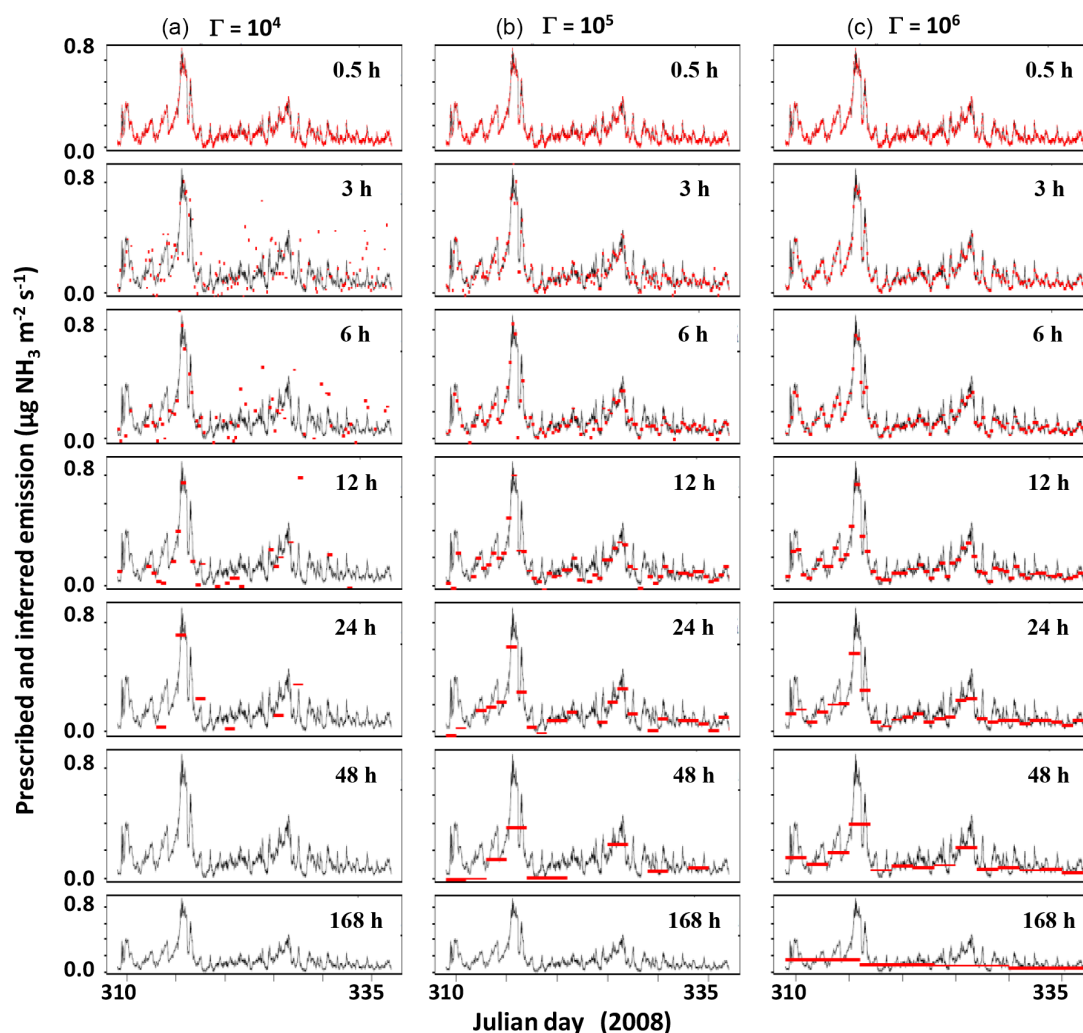 (a) Γ = 10⁴ (b) Γ = 10⁵ (c) Γ = 10⁶
0.8 0.5 h 0.5 h 0.5 h
0.0
0.8 3 h 3 h 3 h
0.0
0.8 6 h 6 h 6 h
0.0
0.8 12 h 12 h 12 h
0.0
0.8 24 h 24 h 24 h
0.0
0.8 48 h 48 h 48 h
0.0
0.8 168 h 168 h 168 h
0.0
310 335 310 335 310 335
Julian day (2008)
Prescribed and inferred emission (µg NH₃ m⁻² s⁻¹)